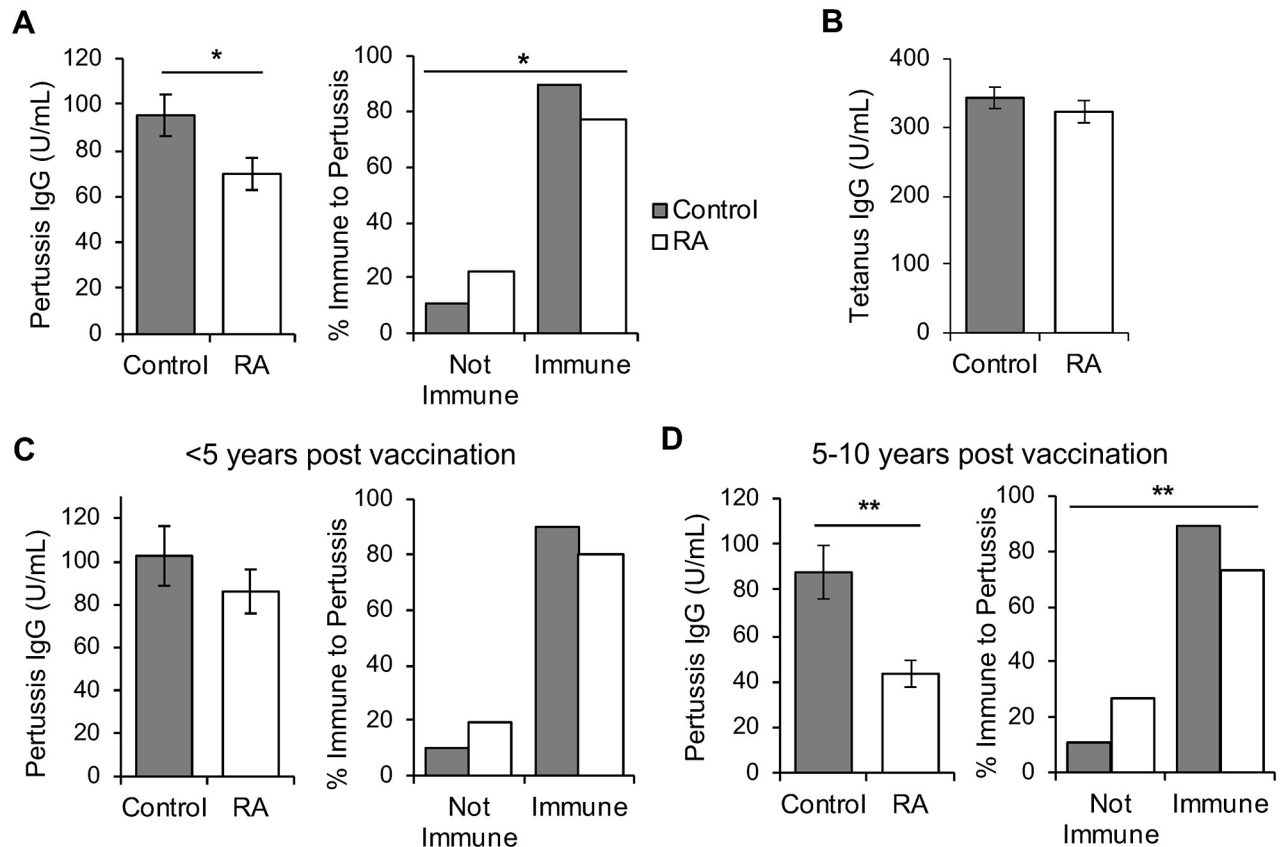 A
Pertussis IgG (U/mL)
120
100
80
60
40
20
0
*
Control RA
% Immune to Pertussis
100
80
60
40
20
0
*
Not
Immune
Immune
Control
RA
B
Tetanus IgG (U/mL)
400
300
200
100
0
Control RA
C
<5 years post vaccination
Pertussis IgG (U/mL)
120
100
80
60
40
20
0
Control RA
% Immune to Pertussis
100
80
60
40
20
0
Not
Immune
Immune
D
5-10 years post vaccination
Pertussis IgG (U/mL)
120
100
80
60
40
20
0
**
Control RA
% Immune to Pertussis
100
80
60
40
20
0
**
Not
Immune
Immune